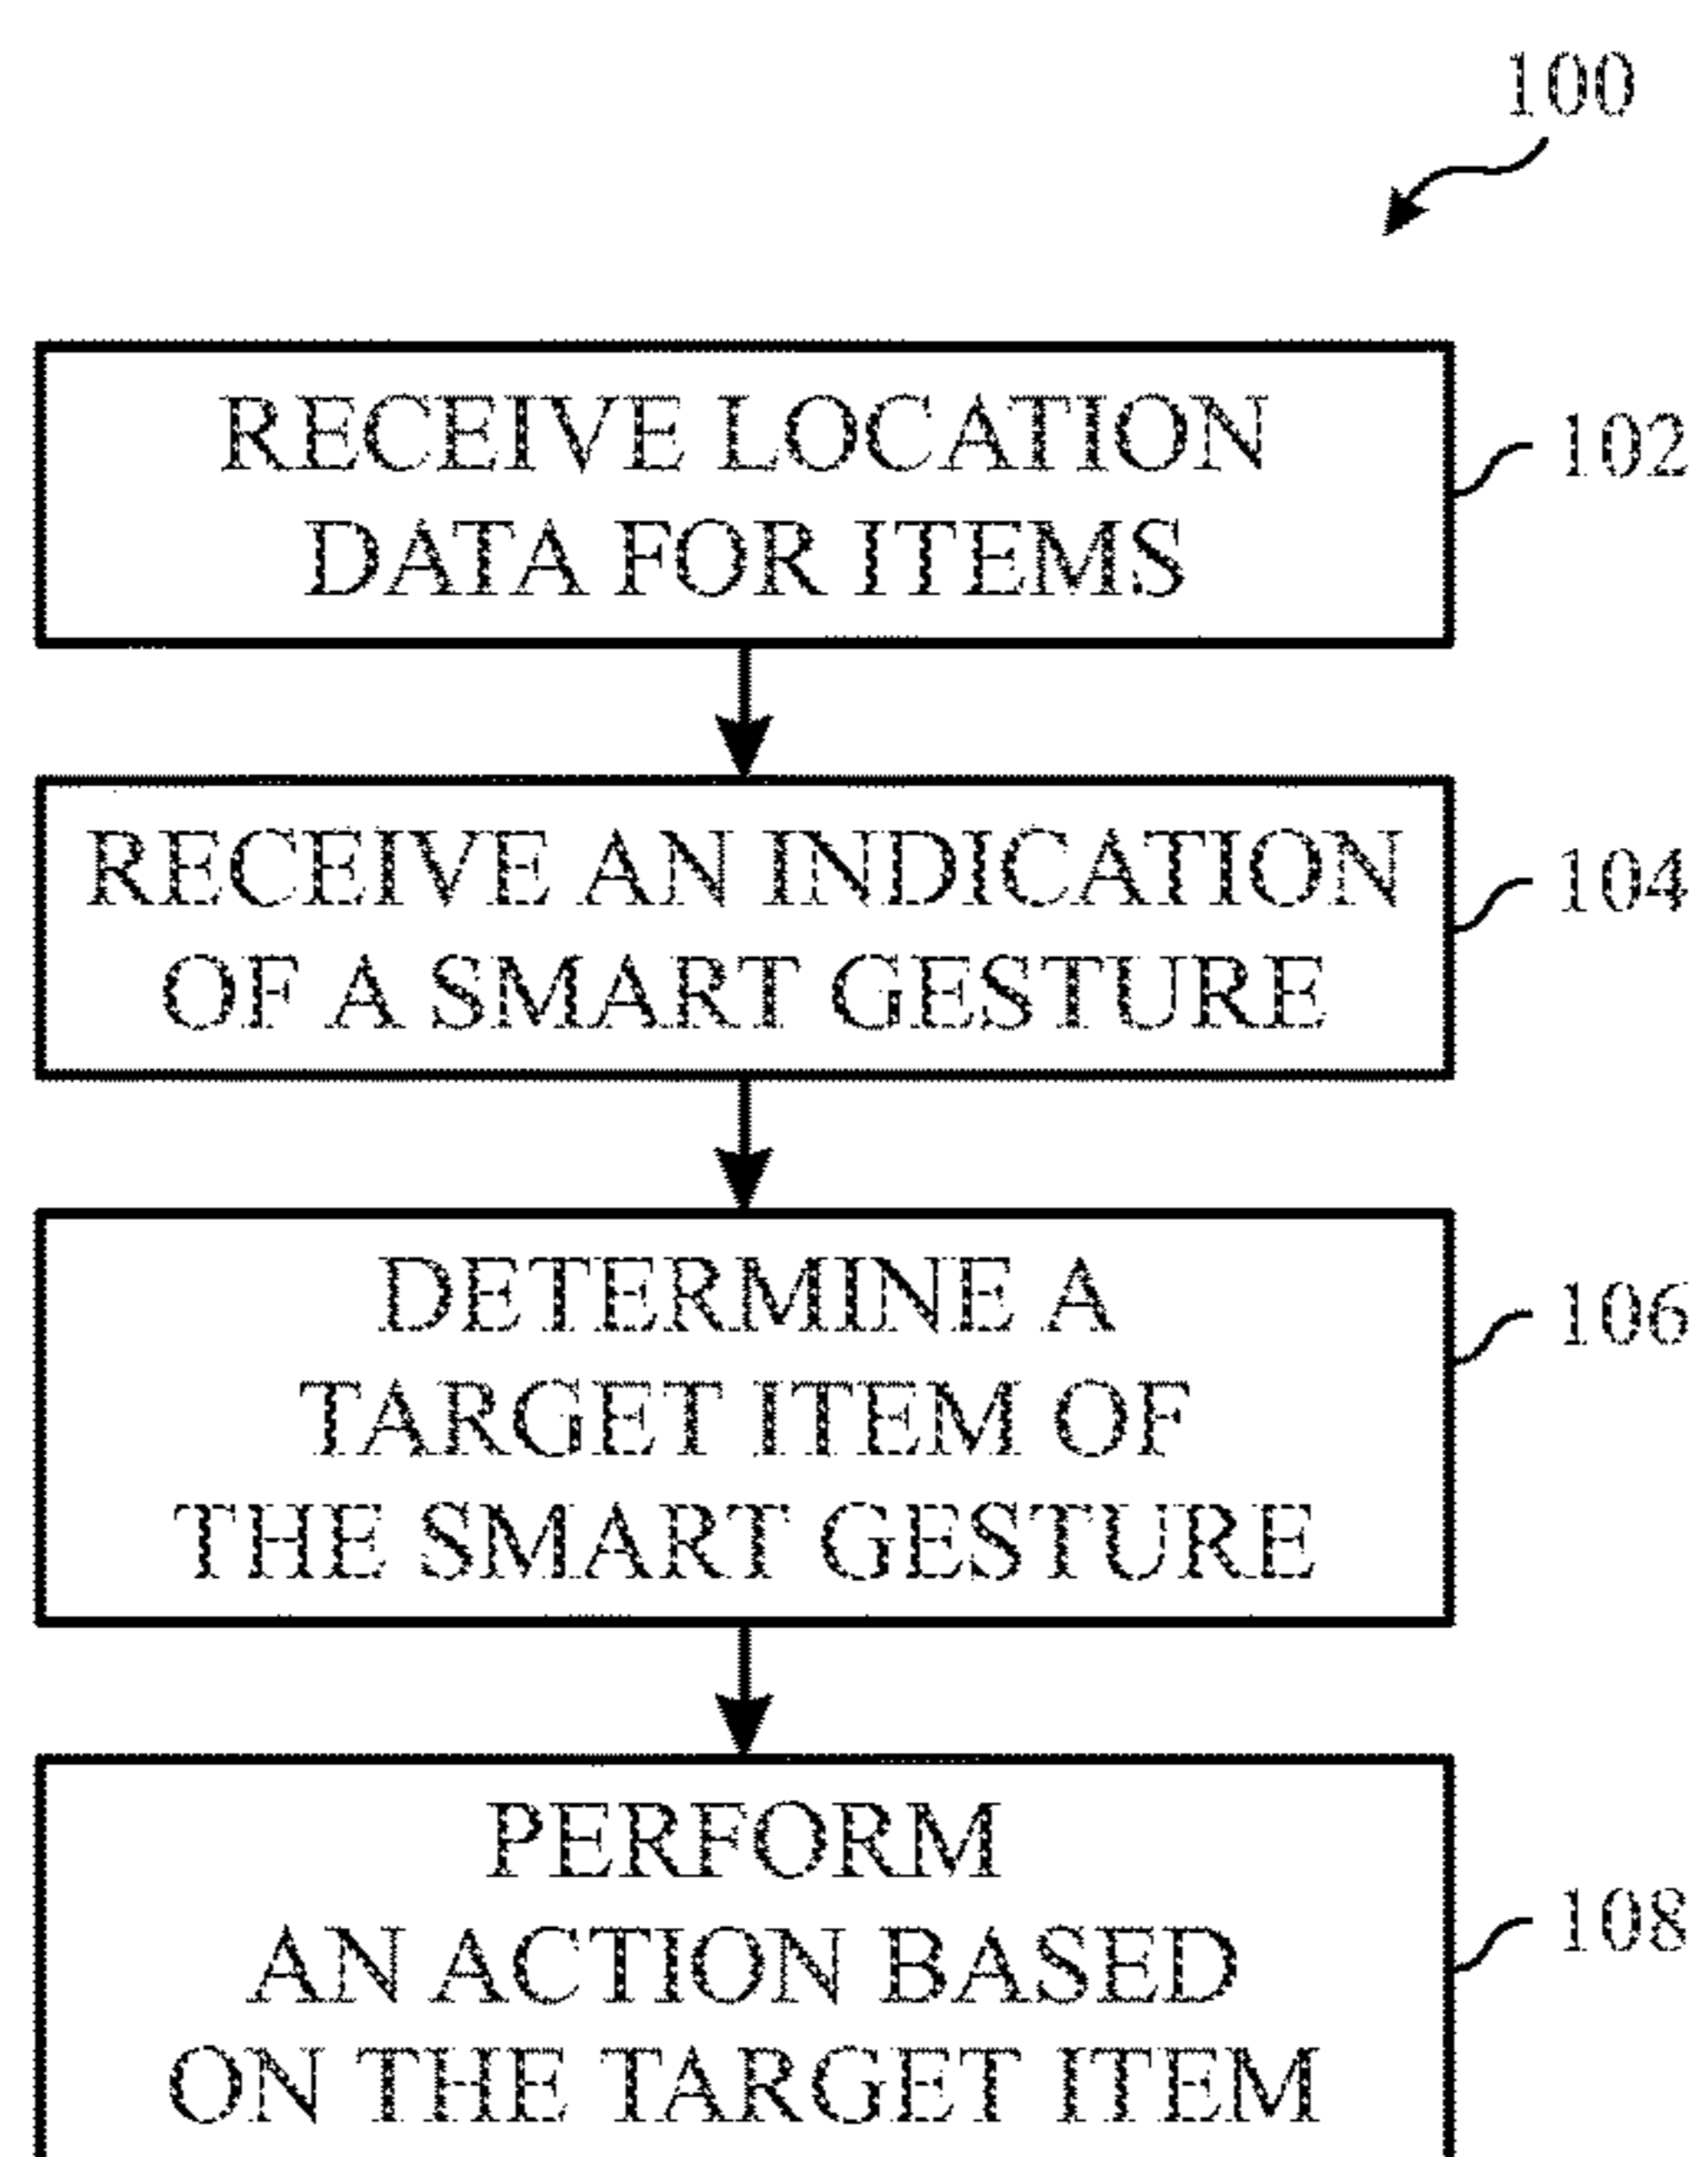 100
RECEIVE LOCATION
DATA FOR ITEMS
102
RECEIVE AN INDICATION
OF A SMART GESTURE
104
DETERMINE A
TARGET ITEM OF
THE SMART GESTURE
106
PERFORM
AN ACTION BASED
ON THE TARGET ITEM
108